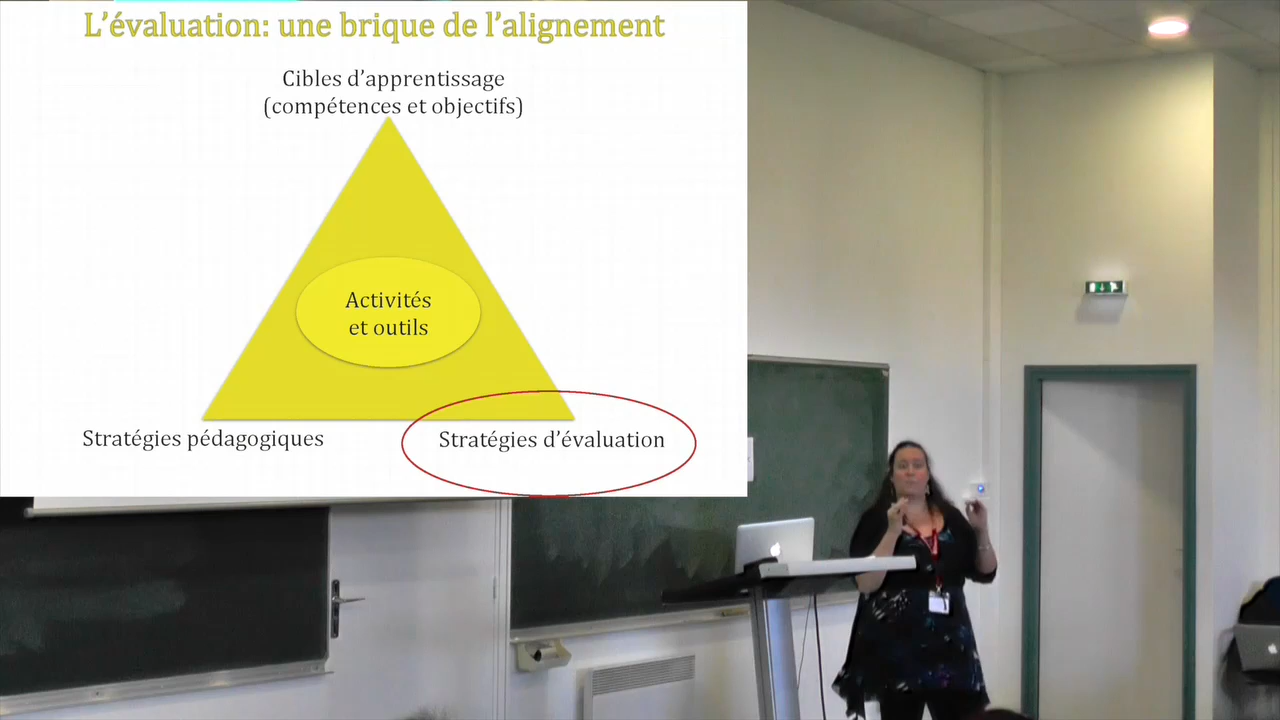 L’évaluation: une brique de l’alignement
Cibles d’apprentissage
(compétences et objectifs)
Activités
et outils
Stratégies pédagogiques
Stratégies d’évaluation